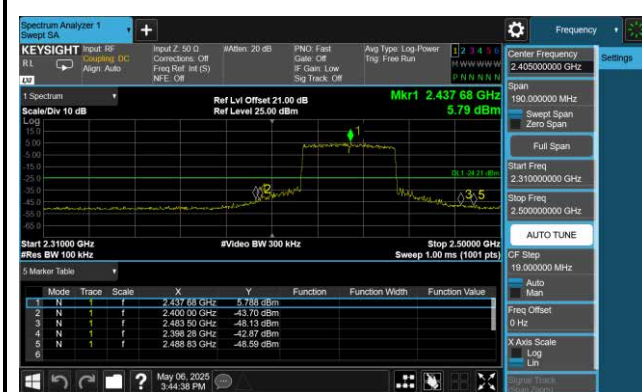 Spectrum Analyzer 1
Swept SA
Frequency
KEYSIGHT Input: RF
R L
Coupling: DC
Align: Auto
Input Z: 50 Ω
Corrections: Off
Freq Ref: Int (S)
NFE: Off
#Atten: 20 dB
PNO: Fast
Gate: Off
IF Gain: Low
Sig Track: Off
Avg Type: Log-Power
Trig: Free Run
1 2 3 4 5 6
M W W W W W
P N N N N N
1 Spectrum
Scale/Div 10 dB
Ref Lvl Offset 21.00 dB
Ref Level 25.00 dBm
Mkr1 2.437 68 GHz
5.79 dBm
Log
15.0
5.00
-5.00
-15.0
-25.0
-35.0
-45.0
-55.0
-65.0
1
2
3
5
DL1 -24.21 dBm
Start 2.31000 GHz
#Res BW 100 kHz
#Video BW 300 kHz
Stop 2.50000 GHz
Sweep 1.00 ms (1001 pts)
5 Marker Table
Mode Trace Scale X Y Function Function Width Function Value
1 N 1 f 2.437 68 GHz 5.788 dBm
2 N 1 f 2.400 00 GHz -43.70 dBm
3 N 1 f 2.483 50 GHz -48.13 dBm
4 N 1 f 2.398 28 GHz -42.87 dBm
5 N 1 f 2.488 83 GHz -48.59 dBm
6
May 06, 2025
3:44:38 PM
Center Frequency
2.405000000 GHz
Settings
Span
190.000000 MHz
Swept Span
Zero Span
Full Span
Start Freq
2.310000000 GHz
Stop Freq
2.500000000 GHz
AUTO TUNE
CF Step
19.000000 MHz
Auto
Man
Freq Offset
0 Hz
X Axis Scale
Log
Lin
Signal Track
(Span Zoom)